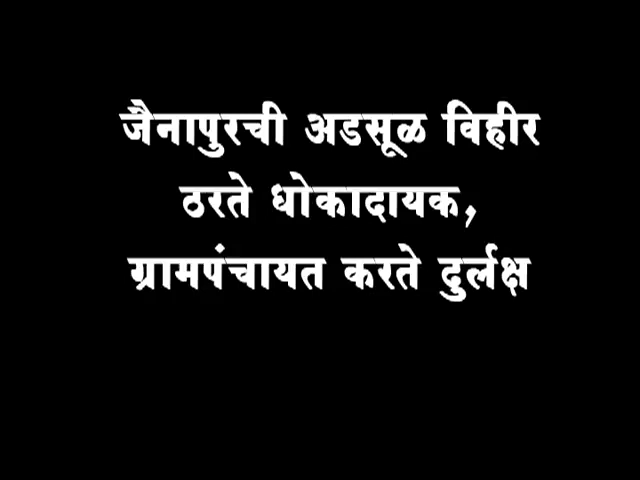 जैनापुरची अडसूळ विहीर
ठरते धोकादायक,
ग्रामपंचायत करते दुर्लक्ष